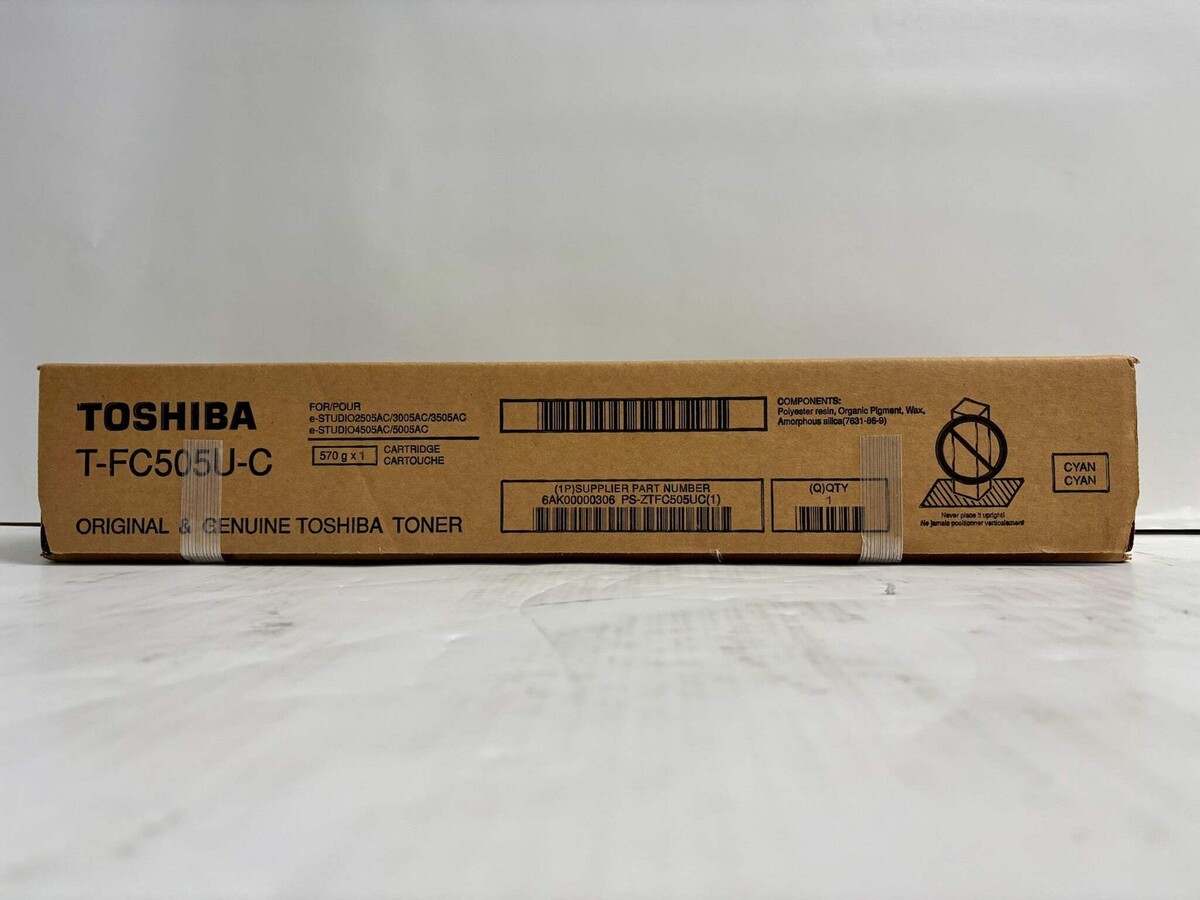 TOSHIBA
T-FC505U-C
ORIGINAL & GENUINE TOSHIBA TONER
FOR/POUR
e-STUDIO2505AC/3005AC/3505AC
e-STUDIO4505AC/5005AC
570 g x 1
CARTRIDGE
CARTOUCHE
(1P)SUPPLIER PART NUMBER
6AK00000306 PS-ZTFC505UC(1)
COMPONENTS:
Polyester resin, Organic Pigment, Wax,
Amorphous silica(7631-86-9)
(Q)QTY
1
Never place it upright!
Ne jamais positionner verticalement
CYAN
CYAN